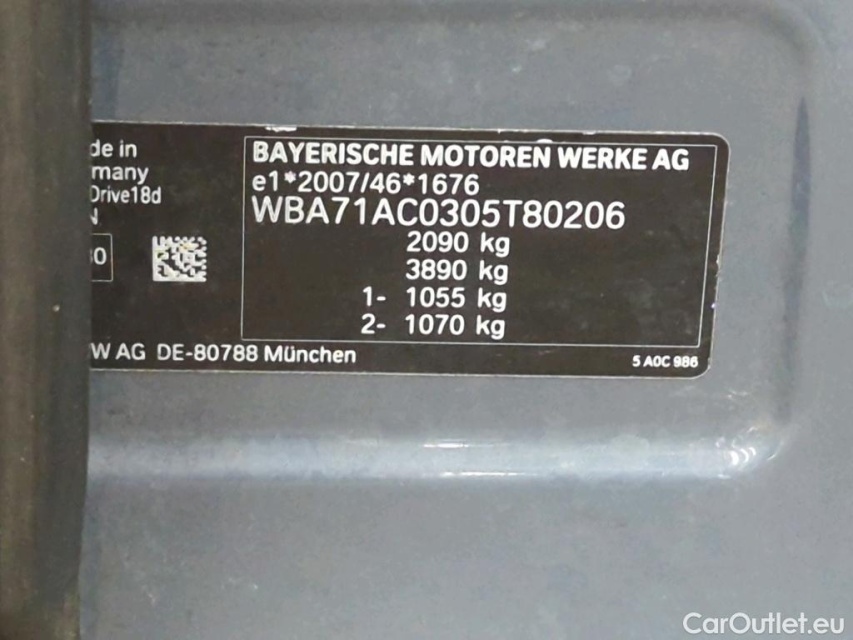 de in
many
Drive18d
N
30
W AG DE-80788 München
BAYERISCHE MOTOREN WERKE AG
e1*2007/46*1676
WBA71AC0305T80206
2090 kg
3890 kg
1- 1055 kg
2- 1070 kg
5 A0C 986
CarOutlet.eu